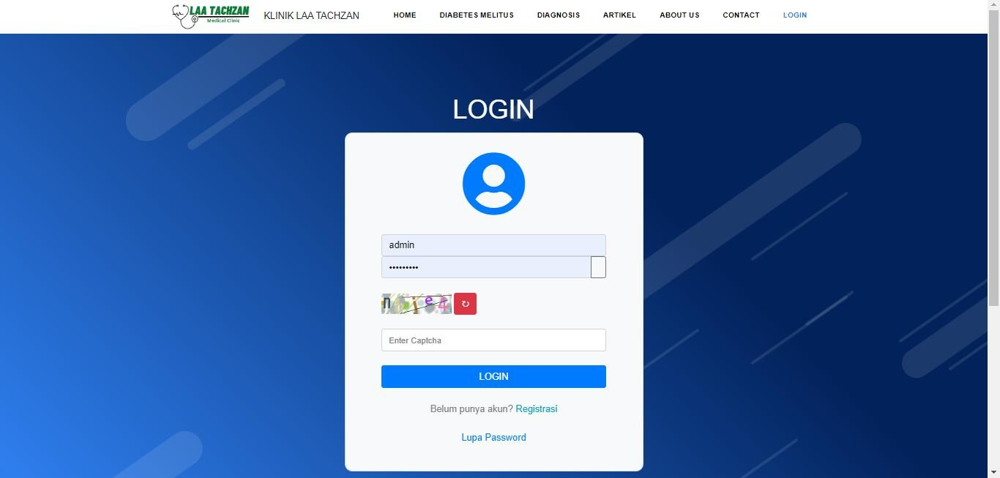 LAA TACHZAN
Medical Clinic
KLINIK LAA TACHZAN
HOME
DIABETES MELITUS
DIAGNOSIS
ARTIKEL
ABOUT US
CONTACT
LOGIN
LOGIN
admin
•••••••••
Enter Captcha
LOGIN
Belum punya akun? Registrasi
Lupa Password